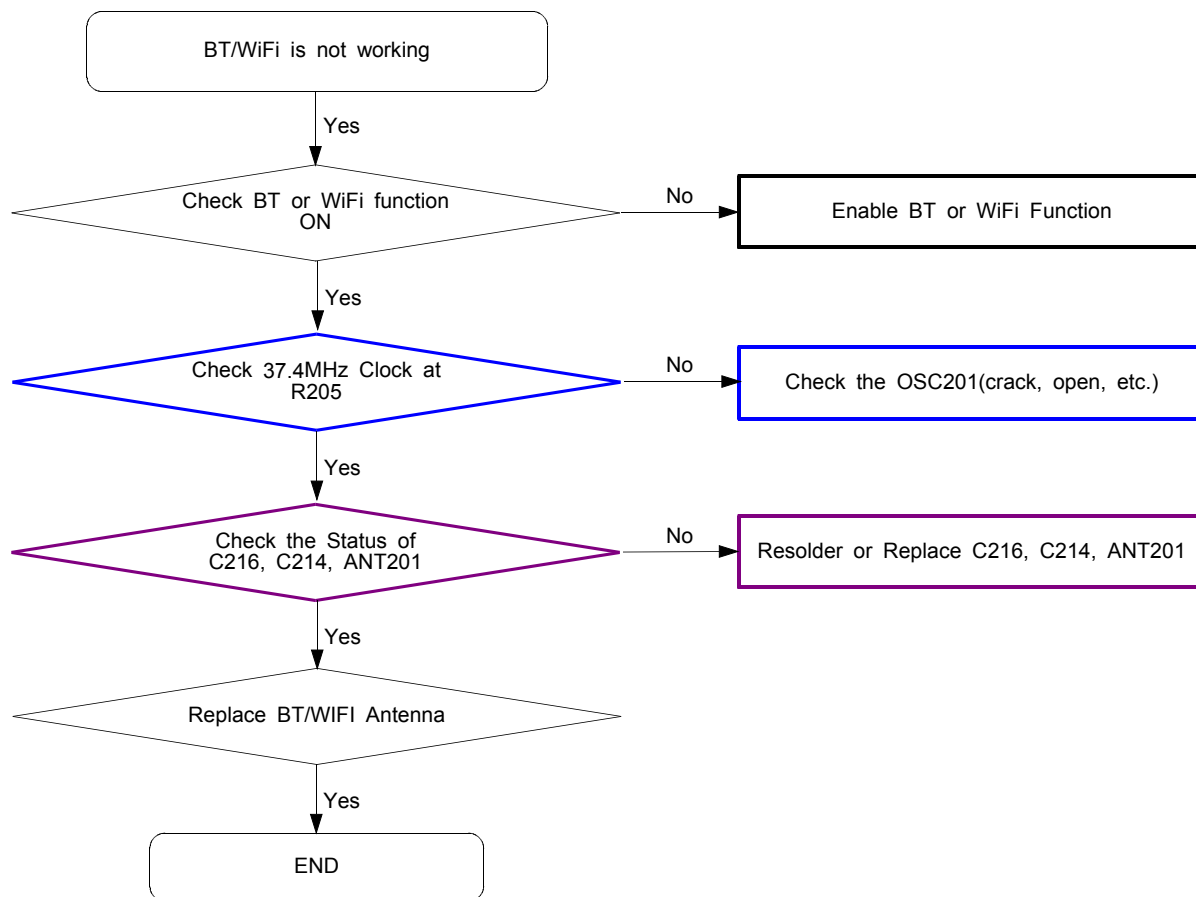 BT/WiFi is not working
Yes
Check BT or WiFi function
ON
No
Enable BT or WiFi Function
Yes
Check 37.4MHz Clock at
R205
No
Check the OSC201(crack, open, etc.)
Yes
Check the Status of
C216, C214, ANT201
No
Resolder or Replace C216, C214, ANT201
Yes
Replace BT/WIFI Antenna
Yes
END